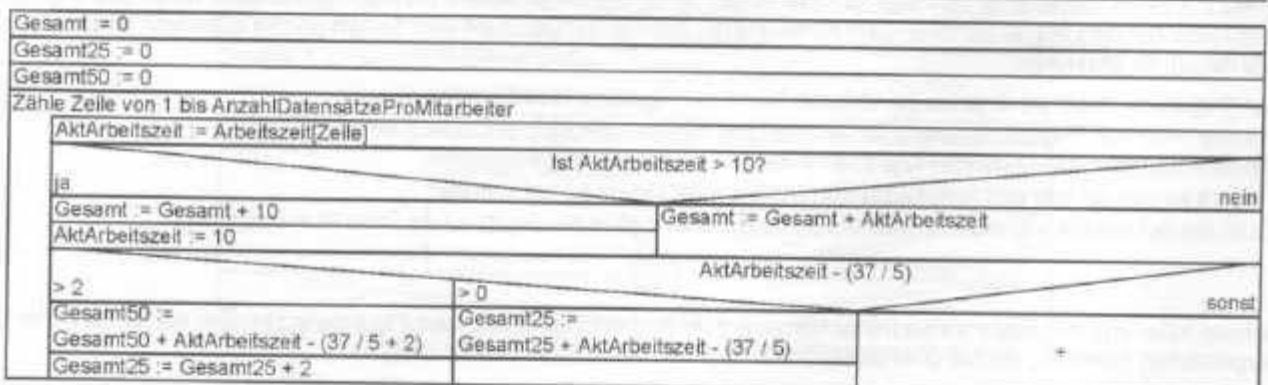 Gesamt := 0
Gesamt25 := 0
Gesamt50 := 0
Zähle Zeile von 1 bis AnzahlDatensätzeProMitarbeiter
AktArbeitszeit := Arbeitszeit[Zeile]
Ist AktArbeitszeit > 10?
ja
nein
Gesamt := Gesamt + 10
Gesamt := Gesamt + AktArbeitszeit
AktArbeitszeit := 10
AktArbeitszeit - (37 / 5)
> 2
> 0
sonst
Gesamt50 :=
Gesamt50 + AktArbeitszeit - (37 / 5 + 2)
Gesamt25 := Gesamt25 + 2
Gesamt25 :=
Gesamt25 + AktArbeitszeit - (37 / 5)